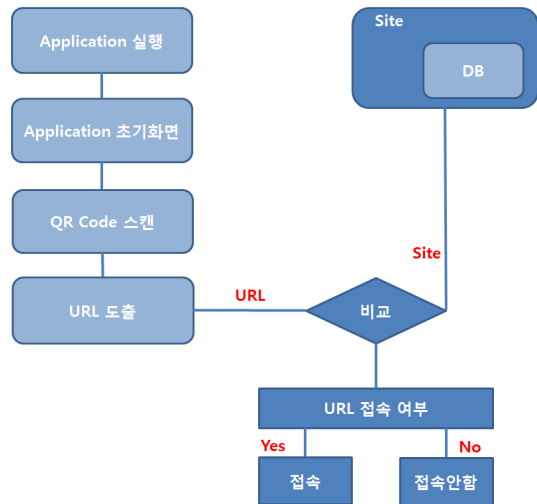 Application 실행
Site
DB
Application 초기화면
QR Code 스캔
Site
URL 도출
URL
비교
URL 접속 여부
Yes
No
접속
접속안함